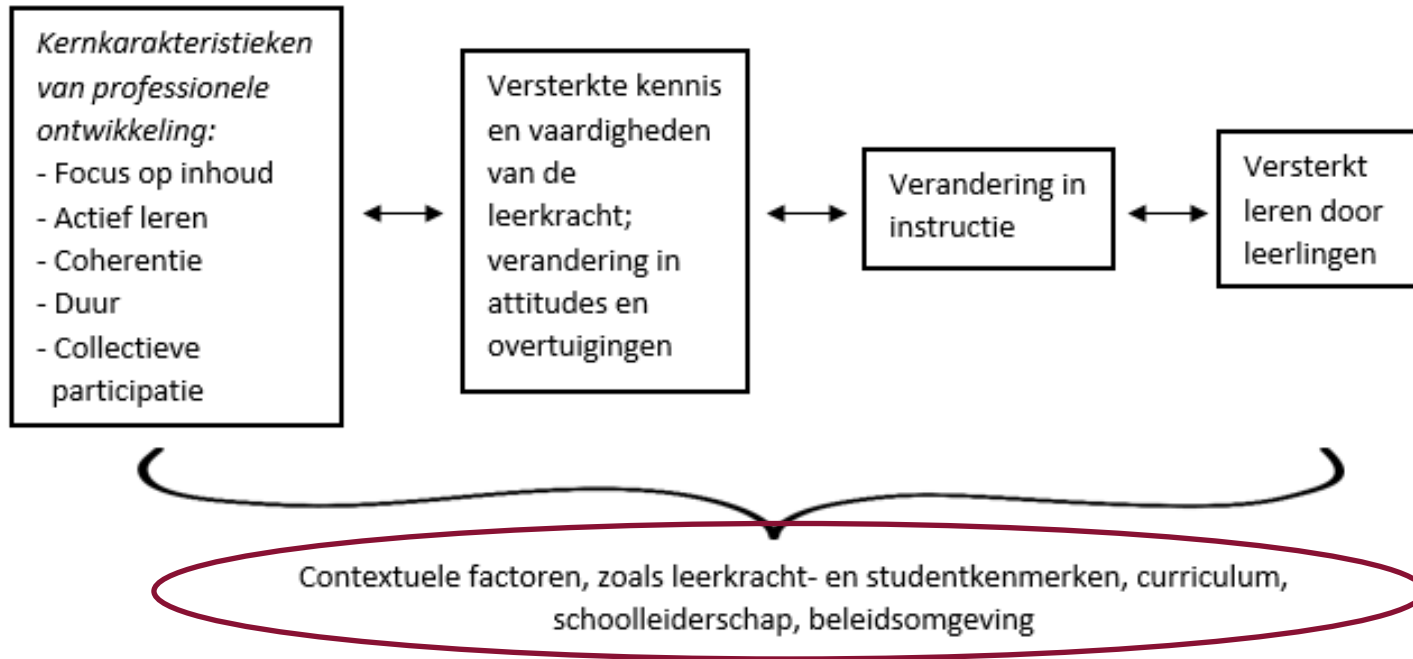 Kernkarakteristieken
van professionele
ontwikkeling:
- Focus op inhoud
- Actief leren
- Coherentie
- Duur
- Collectieve
participatie
Versterkte kennis
en vaardigheden
van de
leerkracht;
verandering in
attitudes en
overtuigingen
Verandering in
instructie
Versterkt
leren door
leerlingen
Contextuele factoren, zoals leerkracht- en studentkenmerken, curriculum,
schoolleiderschap, beleidsomgeving